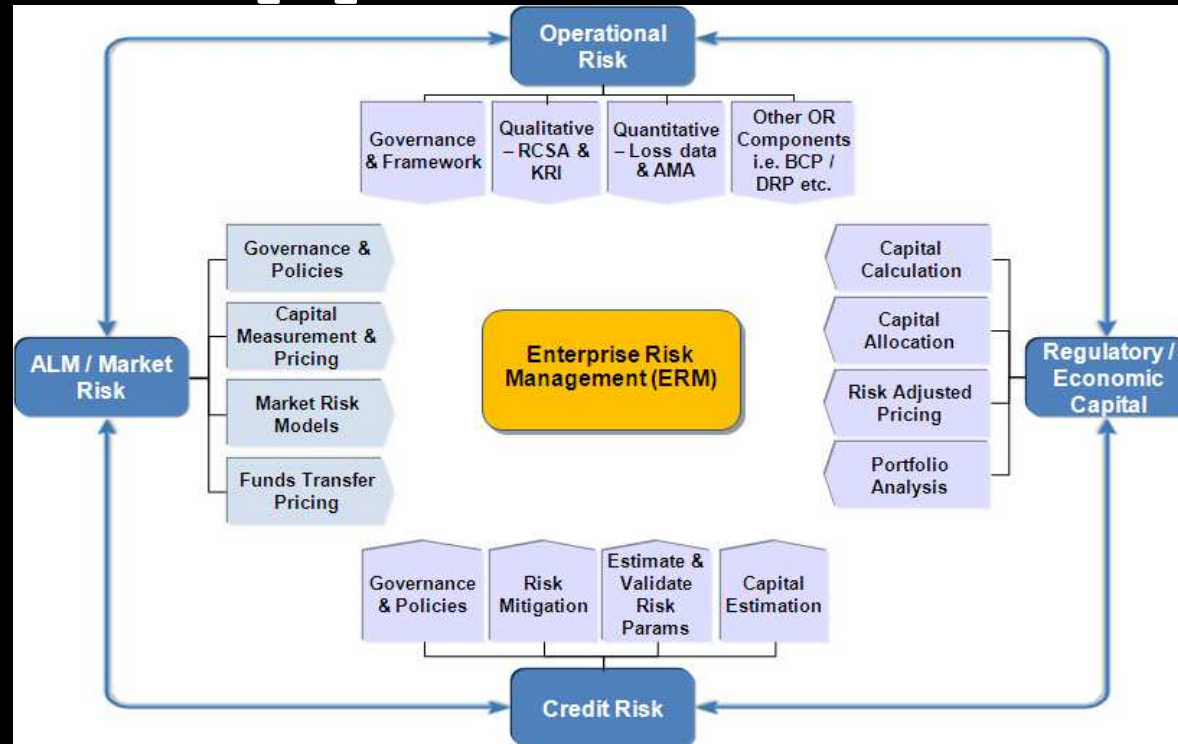 Operational
Risk
Governance
& Framework
Qualitative
– RCSA &
KRI
Quantitative
– Loss data
& AMA
Other OR
Components
i.e. BCP /
DRP etc.
Governance &
Policies
Capital
Measurement &
Pricing
Market Risk
Models
Funds Transfer
Pricing
ALM / Market
Risk
Enterprise Risk
Management (ERM)
Capital
Calculation
Capital
Allocation
Risk Adjusted
Pricing
Portfolio
Analysis
Regulatory /
Economic
Capital
Governance
& Policies
Risk
Mitigation
Estimate &
Validate
Risk
Params
Capital
Estimation
Credit Risk